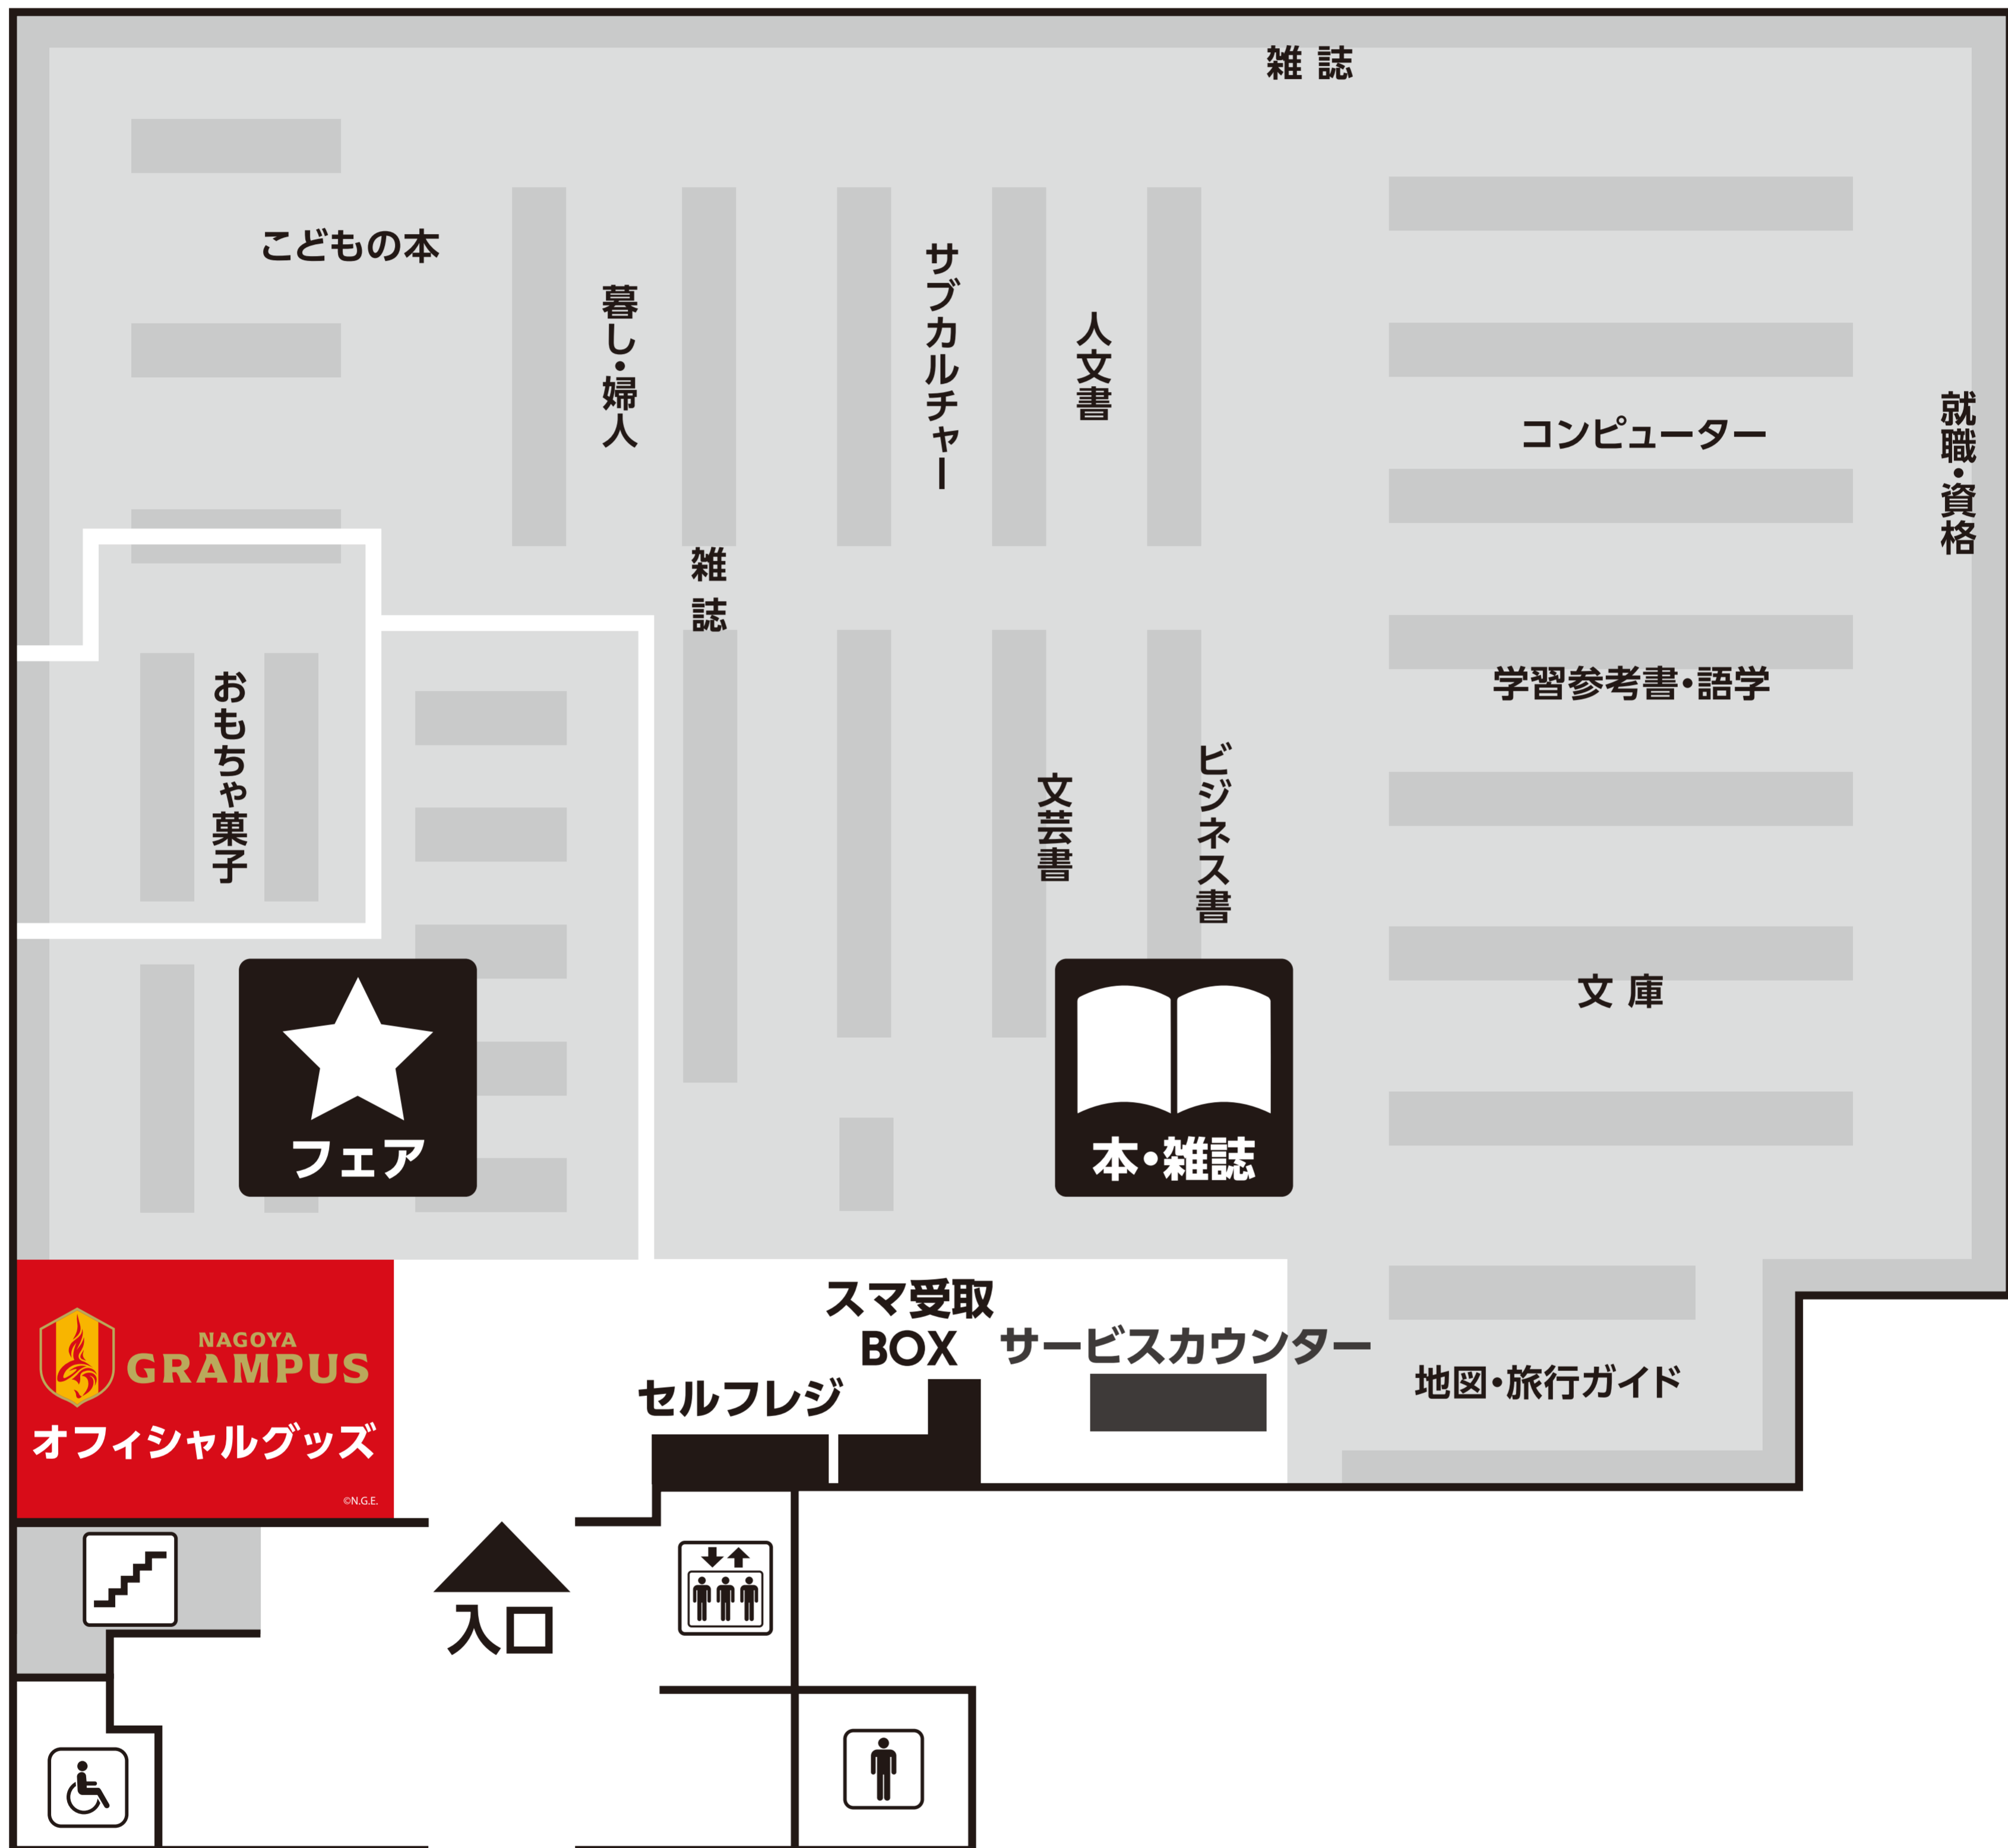 雑誌
こどもの本
暮し・婦人
サブカルチャー
人文書
コンピューター
就職・資格
雑誌
おもちゃ菓子
学習参考書・語学
文芸書
ビジネス書
文庫
フェア
本・雑誌
NAGOYA
GRAMPUS
オフィシャルグッズ
©N.G.E.
スマ受取
BOX
セルフレジ
サービスカウンター
地図・旅行ガイド
入口